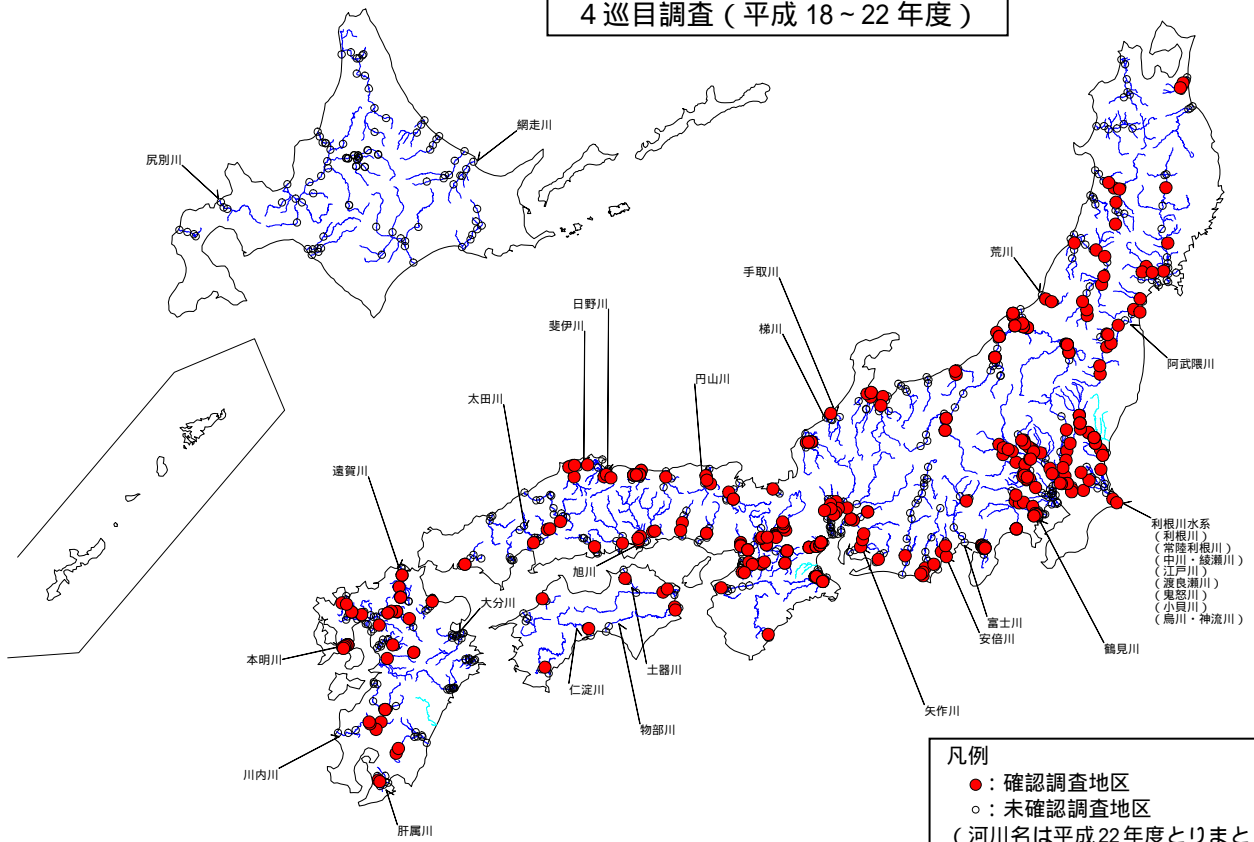 4巡目調査（平成 18~22 年度）
網走川
尻別川
手取川
荒川
日野川
斐伊川
梯川
円山川
阿武隈川
太田川
遠賀川
利根川水系
（利根川）
（常陸利根川）
（中川・綾瀬川）
（江戸川）
（渡良瀬川）
（鬼怒川）
（小貝川）
（烏川・神流川）
旭川
大分川
富士川
安倍川
鶴見川
本明川
土器川
仁淀川
矢作川
物部川
川内川
肝属川
凡例
●：確認調査地区
○：未確認調査地区
（河川名は平成22年度とりまと